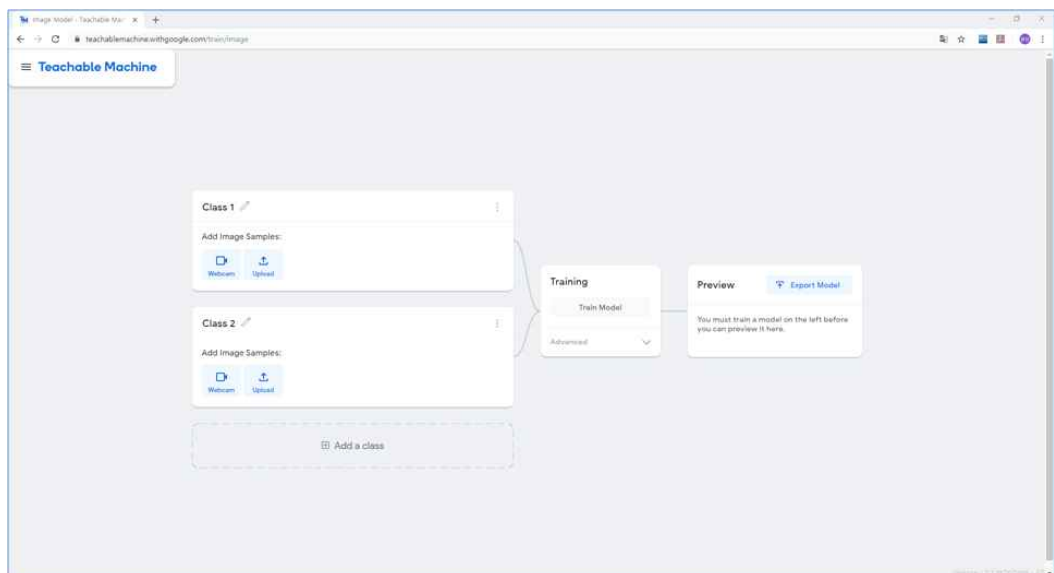 Image Model - Teachable Mac
teachablemachine.withgoogle.com/train/image
Teachable Machine
Class 1
Add Image Samples:
Webcam Upload
Class 2
Add Image Samples:
Webcam Upload
Add a class
Training
Train Model
Advanced
Preview
Export Model
You must train a model on the left before
you can preview it here.